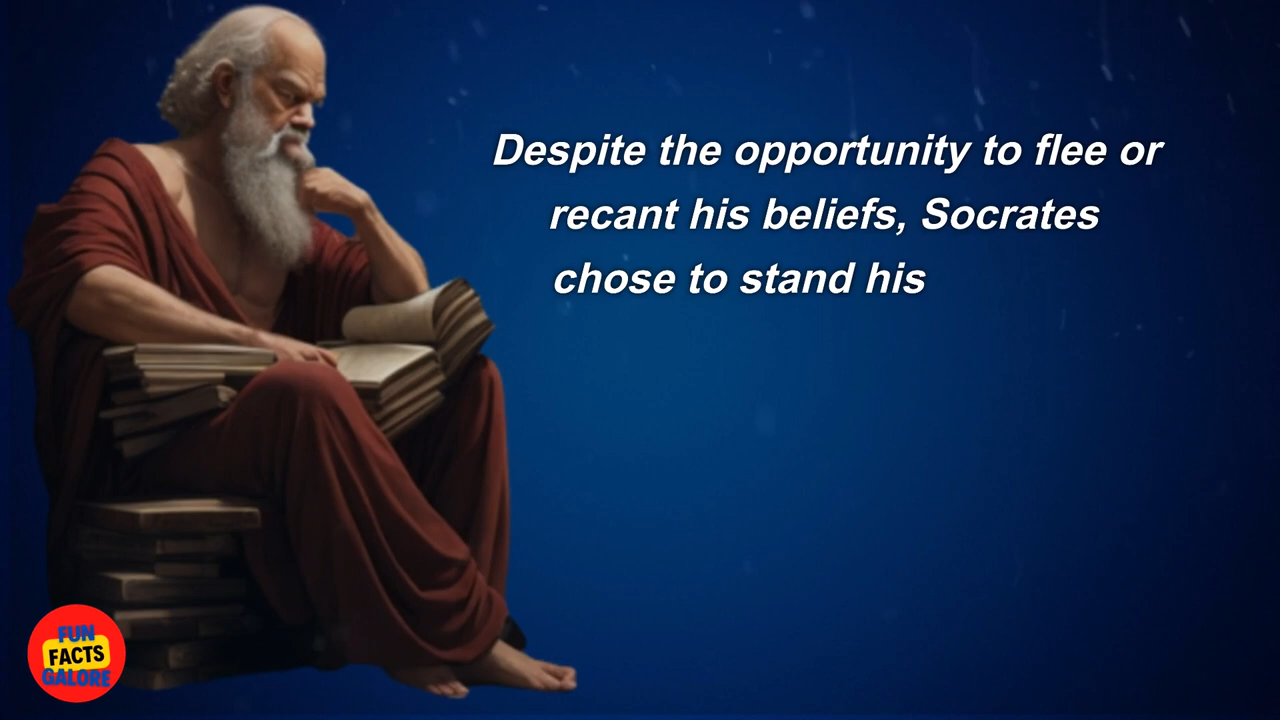 Despite the opportunity to flee or
recant his beliefs, Socrates
chose to stand his
FUN
FACTS
GALORE